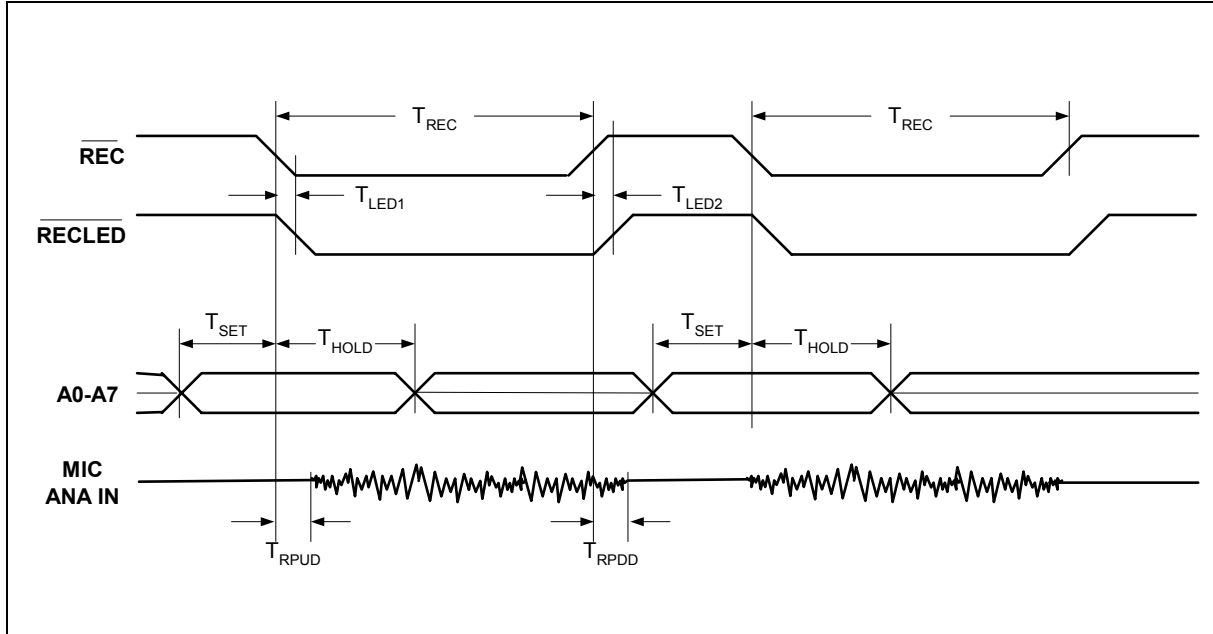 T_REC T_REC
REC
T_LED1 T_LED2
RECLED
T_SET T_HOLD T_SET T_HOLD
A0-A7
MIC
ANA IN
T_RPUD T_RPDD